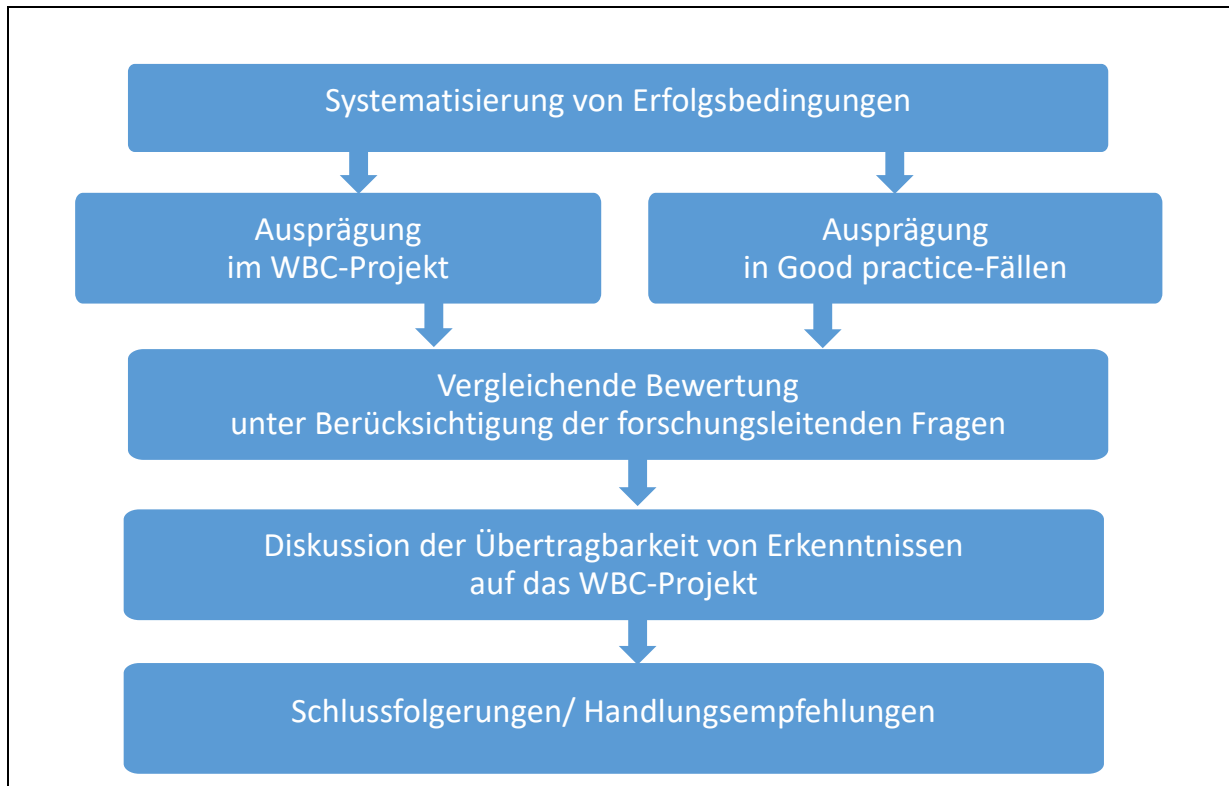 Systematisierung von Erfolgsbedingungen
Ausprägung
im WBC-Projekt
Ausprägung
in Good practice-Fällen
Vergleichende Bewertung
unter Berücksichtigung der forschungsleitenden Fragen
Diskussion der Übertragbarkeit von Erkenntnissen
auf das WBC-Projekt
Schlussfolgerungen/ Handlungsempfehlungen